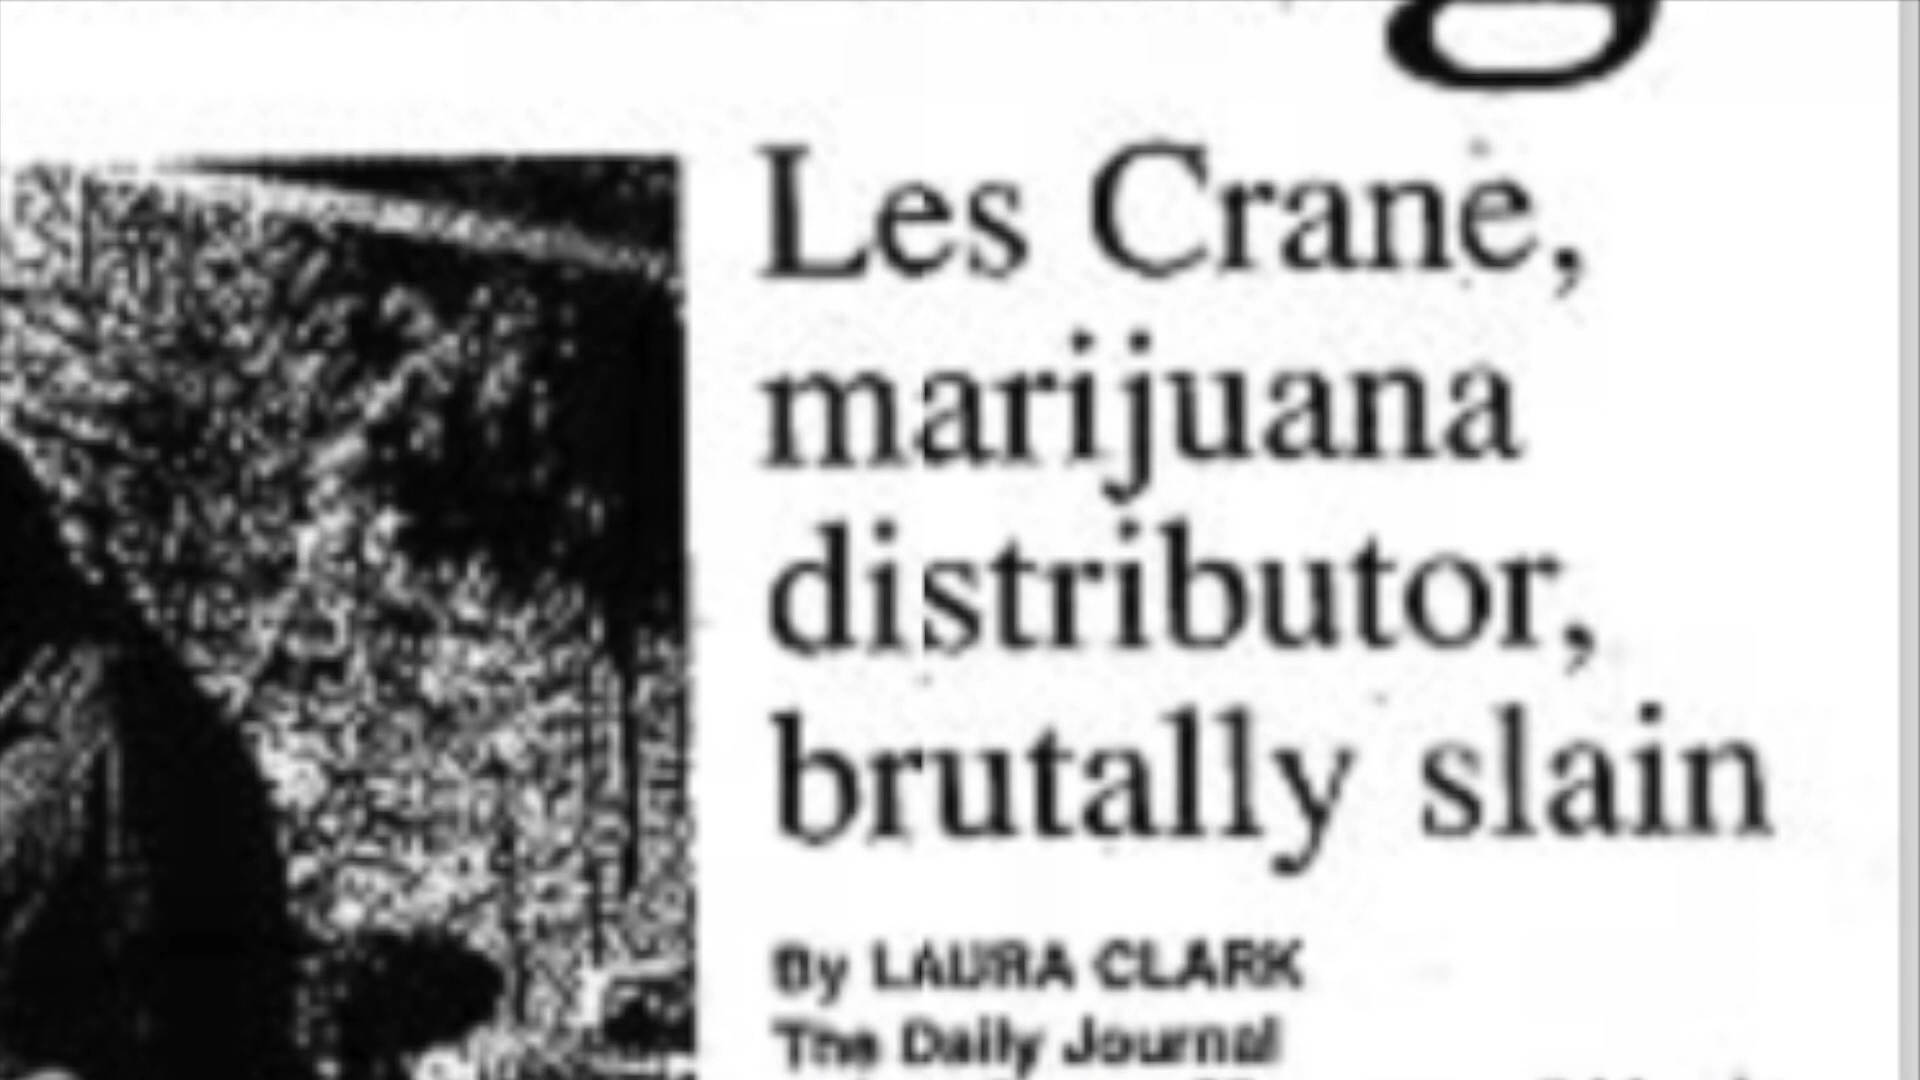 Les Crane,
marijuana
distributor,
brutally slain
By LAURA CLARK
The Daily Journal